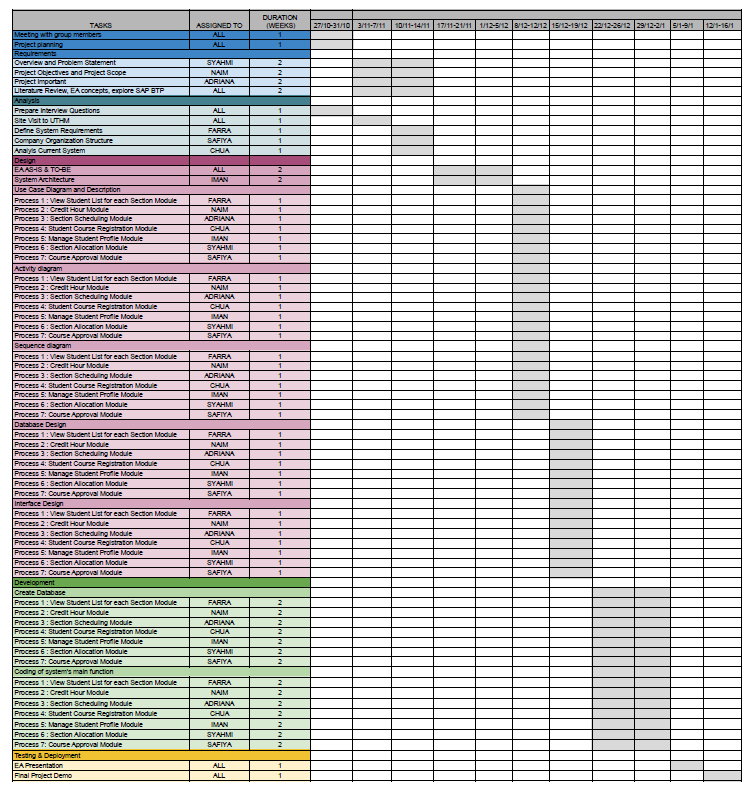 TASKS ASSIGNED TO DURATION (WEEKS) 27/10-31/10 3/11-7/11 10/11-14/11 17/11-21/11 1/12-5/12 8/12-12/12 15/12-19/12 22/12-26/12 29/12-2/1 5/1-9/1 12/1-16/1
Meeting with group members ALL 1
Project planning ALL 1
Requirements
Overview and Problem Statement SYAHMI 2
Project Objectives and Project Scope NAIM 2
Project Important ADRIANA 2
Literature Review, EA concepts, explore SAP BTP ALL 2
Analysis
Prepare Interview Questions ALL 1
Site Visit to UTHM ALL 1
Define System Requirements FARRA 1
Company Organization Structure SAFIYA 1
Analyis Current System CHUA 1
Design
EA AS-IS & TO-BE ALL 2
System Architecture IMAN 2
Use Case Diagram and Description
Process 1 : View Student List for each Section Module FARRA 1
Process 2 : Credit Hour Module NAIM 1
Process 3 : Section Scheduling Module ADRIANA 1
Process 4: Student Course Registration Module CHUA 1
Process 5: Manage Student Profile Module IMAN 1
Process 6 : Section Allocation Module SYAHMI 1
Process 7: Course Approval Module SAFIYA 1
Activity diagram
Process 1 : View Student List for each Section Module FARRA 1
Process 2 : Credit Hour Module NAIM 1
Process 3 : Section Scheduling Module ADRIANA 1
Process 4: Student Course Registration Module CHUA 1
Process 5: Manage Student Profile Module IMAN 1
Process 6 : Section Allocation Module SYAHMI 1
Process 7: Course Approval Module SAFIYA 1
Sequence diagram
Process 1 : View Student List for each Section Module FARRA 1
Process 2 : Credit Hour Module NAIM 1
Process 3 : Section Scheduling Module ADRIANA 1
Process 4: Student Course Registration Module CHUA 1
Process 5: Manage Student Profile Module IMAN 1
Process 6 : Section Allocation Module SYAHMI 1
Process 7: Course Approval Module SAFIYA 1
Database Design
Process 1 : View Student List for each Section Module FARRA 1
Process 2 : Credit Hour Module NAIM 1
Process 3 : Section Scheduling Module ADRIANA 1
Process 4: Student Course Registration Module CHUA 1
Process 5: Manage Student Profile Module IMAN 1
Process 6 : Section Allocation Module SYAHMI 1
Process 7: Course Approval Module SAFIYA 1
Interface Design
Process 1 : View Student List for each Section Module FARRA 1
Process 2 : Credit Hour Module NAIM 1
Process 3 : Section Scheduling Module ADRIANA 1
Process 4: Student Course Registration Module CHUA 1
Process 5: Manage Student Profile Module IMAN 1
Process 6 : Section Allocation Module SYAHMI 1
Process 7: Course Approval Module SAFIYA 1
Development
Create Database
Process 1 : View Student List for each Section Module FARRA 2
Process 2 : Credit Hour Module NAIM 2
Process 3 : Section Scheduling Module ADRIANA 2
Process 4: Student Course Registration Module CHUA 2
Process 5: Manage Student Profile Module IMAN 2
Process 6 : Section Allocation Module SYAHMI 2
Process 7: Course Approval Module SAFIYA 2
Coding of system's main function
Process 1 : View Student List for each Section Module FARRA 2
Process 2 : Credit Hour Module NAIM 2
Process 3 : Section Scheduling Module ADRIANA 2
Process 4: Student Course Registration Module CHUA 2
Process 5: Manage Student Profile Module IMAN 2
Process 6 : Section Allocation Module SYAHMI 2
Process 7: Course Approval Module SAFIYA 2
Testing & Deployment
EA Presentation ALL 1
Final Project Demo ALL 1